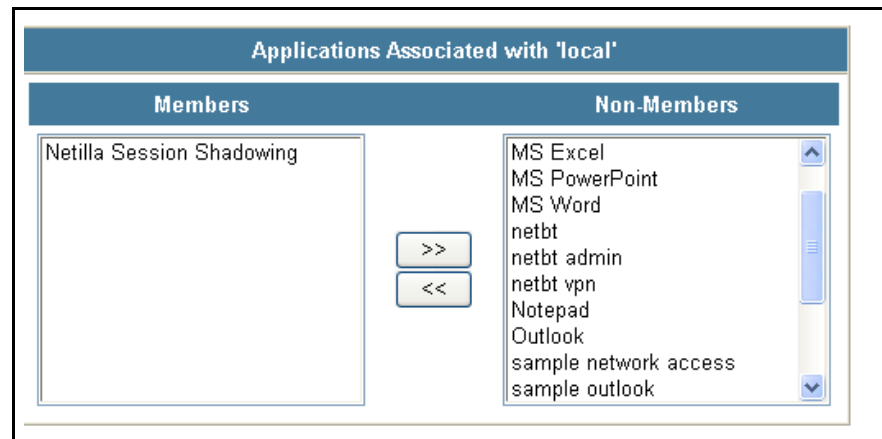 Applications Associated with 'local'
Members
Non-Members
Netilla Session Shadowing
>>
<<
MS Excel
MS PowerPoint
MS Word
netbt
netbt admin
netbt vpn
Notepad
Outlook
sample network access
sample outlook